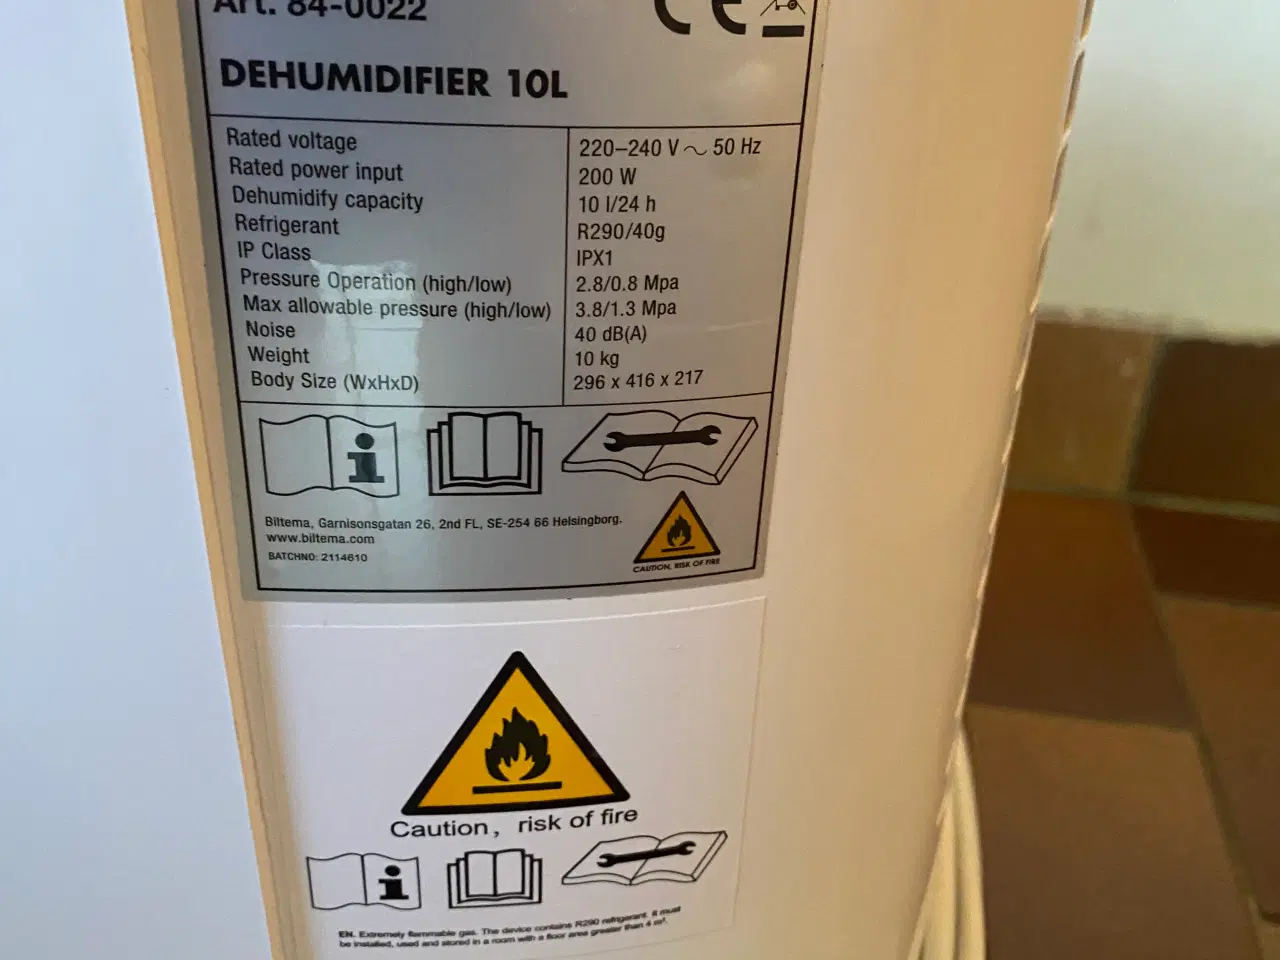 Art. 84-0022
CE
DEHUMIDIFIER 10L
Rated voltage 220–240 V ~ 50 Hz
Rated power input 200 W
Dehumidify capacity 10 l/24 h
Refrigerant R290/40g
IP Class IPX1
Pressure Operation (high/low) 2.8/0.8 Mpa
Max allowable pressure (high/low) 3.8/1.3 Mpa
Noise 40 dB(A)
Weight 10 kg
Body Size (WxHxD) 296 x 416 x 217
Biltema, Garnisonsgatan 26, 2nd FL, SE-254 66 Helsingborg.
www.biltema.com
BATCHNO: 2114610
CAUTION, RISK OF FIRE
Caution, risk of fire
EN. Extremely flammable gas. The device contains R290 refrigerant. It must
be installed, used and stored in a room with a floor area greater than 4 m².